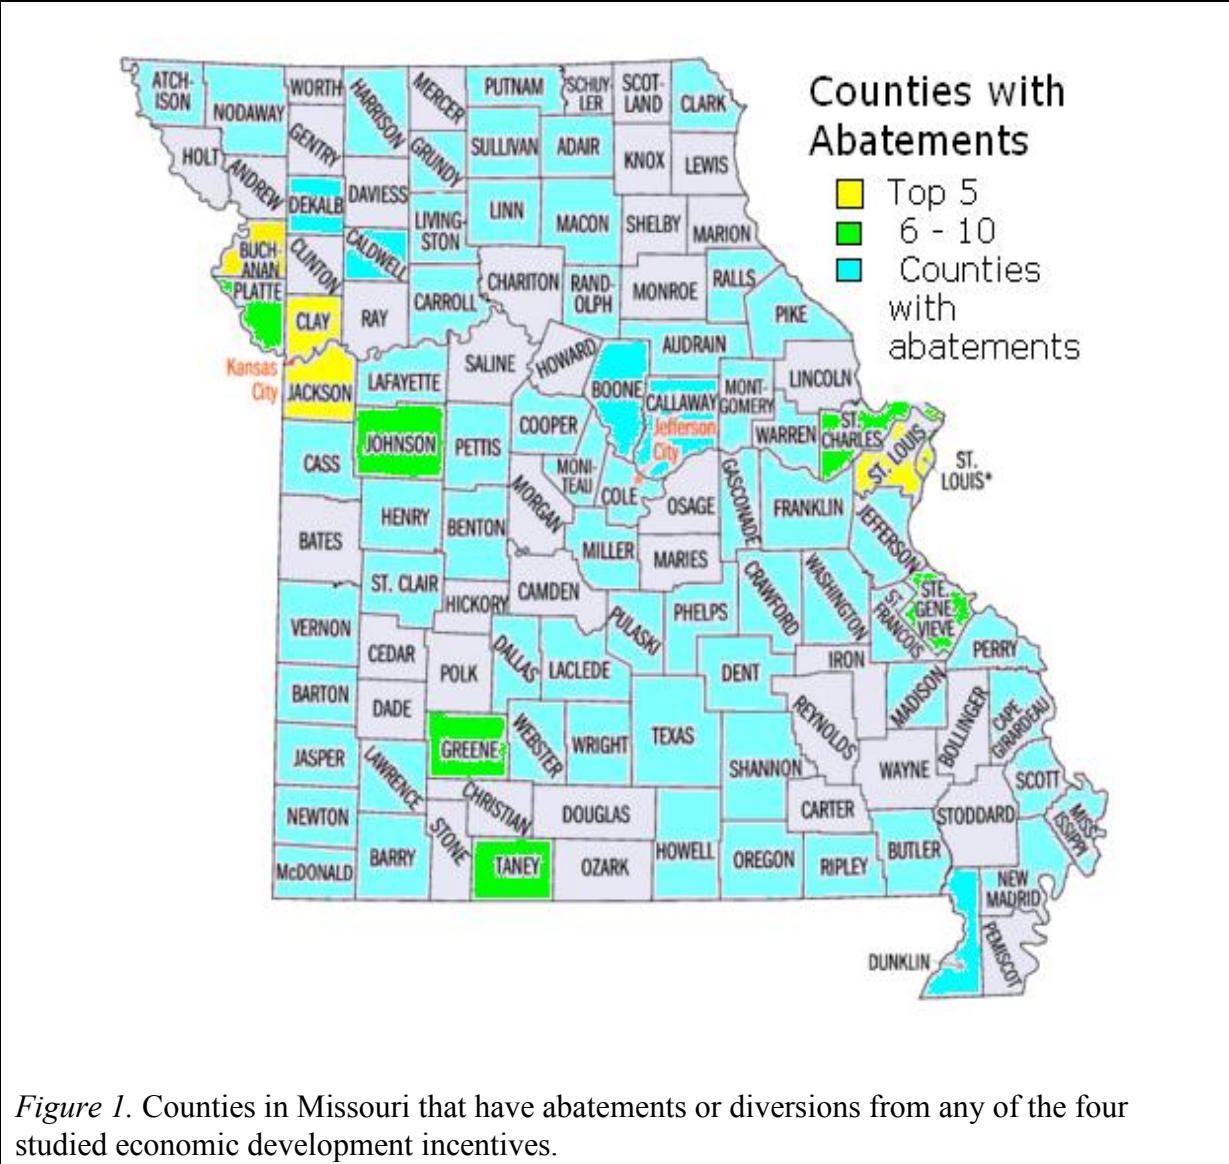 Counties with
Abatements
Top 5
6 - 10
Counties
with
abatements
ATCH-
ISON
NODAWAY
WORTH
HARRISON
MERCER
PUTNAM
SCHUY-
LER
SCOT-
LAND
CLARK
HOLT
ANDREW
GENTRY
GRUNDY
SULLIVAN
ADAIR
KNOX
LEWIS
DEKALB
DAVIESS
LIVING-
STON
LINN
MACON
SHELBY
MARION
BUCH-
ANAN
CLINTON
CALDWELL
CHARITON
RAND-
OLPH
MONROE
RALLS
PLATTE
CLAY
RAY
CARROLL
PIKE
Kansas
City
JACKSON
LAFAYETTE
SALINE
HOWARD
BOONE
AUDRAIN
CALLAWAY
MONT-
GOMERY
LINCOLN
JOHNSON
PETTIS
COOPER
Jefferson
City
WARREN
ST.
CHARLES
ST. LOUIS
ST.
LOUIS*
CASS
MONI-
TEAU
COLE
OSAGE
GASCONADE
FRANKLIN
JEFFERSON
HENRY
BENTON
MORGAN
BATES
MILLER
MARIES
ST. CLAIR
HICKORY
CAMDEN
PULASKI
PHELPS
CRAWFORD
WASHINGTON
ST.
FRANCOIS
STE.
GENE-
VIEVE
VERNON
CEDAR
POLK
DALLAS
LACLEDE
DENT
IRON
PERRY
BARTON
DADE
MADISON
BOLLINGER
CAPE
GIRARDEAU
REYNOLDS
JASPER
LAWRENCE
GREENE
WEBSTER
WRIGHT
TEXAS
SHANNON
WAYNE
SCOTT
NEWTON
CHRISTIAN
DOUGLAS
CARTER
STODDARD
MISS-
ISSIPPI
McDONALD
BARRY
STONE
TANEY
OZARK
HOWELL
OREGON
RIPLEY
BUTLER
NEW
MADRID
DUNKLIN
PEMISCOT
Figure 1. Counties in Missouri that have abatements or diversions from any of the four
studied economic development incentives.